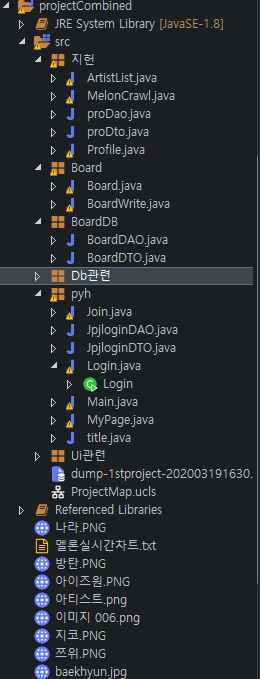 projectCombined
JRE System Library [JavaSE-1.8]
src
지헌
ArtistList.java
MelonCrawl.java
proDao.java
proDto.java
Profile.java
Board
Board.java
BoardWrite.java
BoardDB
BoardDAO.java
BoardDTO.java
Db관련
pyh
Join.java
JpjloginDAO.java
JpjloginDTO.java
Login.java
Login
Main.java
MyPage.java
title.java
Ui관련
dump-1stproject-202003191630.
ProjectMap.ucls
Referenced Libraries
나라.PNG
멜론실시간차트.txt
방탄.PNG
아이즈원.PNG
아티스트.png
이미지 006.png
지코.PNG
쯔위.PNG
baekhyun.jpg